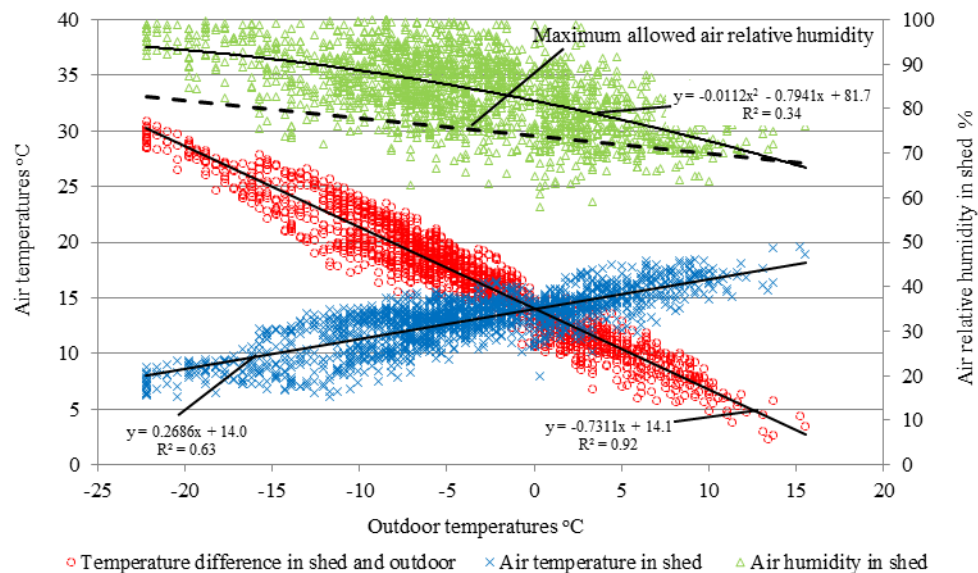 40
35
30
25
20
15
10
5
0
Air temperatures °C
100
90
80
70
60
50
40
30
20
10
0
Air relative humidity in shed %
Maximum allowed air relative humidity
y = -0.0112x² - 0.7941x + 81.7
R² = 0.34
y = 0.2686x + 14.0
R² = 0.63
y = -0.7311x + 14.1
R² = 0.92
-25 -20 -15 -10 -5 0 5 10 15 20
Outdoor temperatures °C
Temperature difference in shed and outdoor Air temperature in shed Air humidity in shed